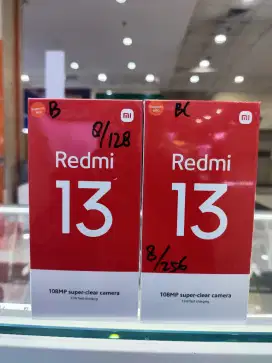 B
mi
8/128
Redmi
13
108MP super-clear camera
BC
mi
Redmi
13
8/256
108MP super-clear camera